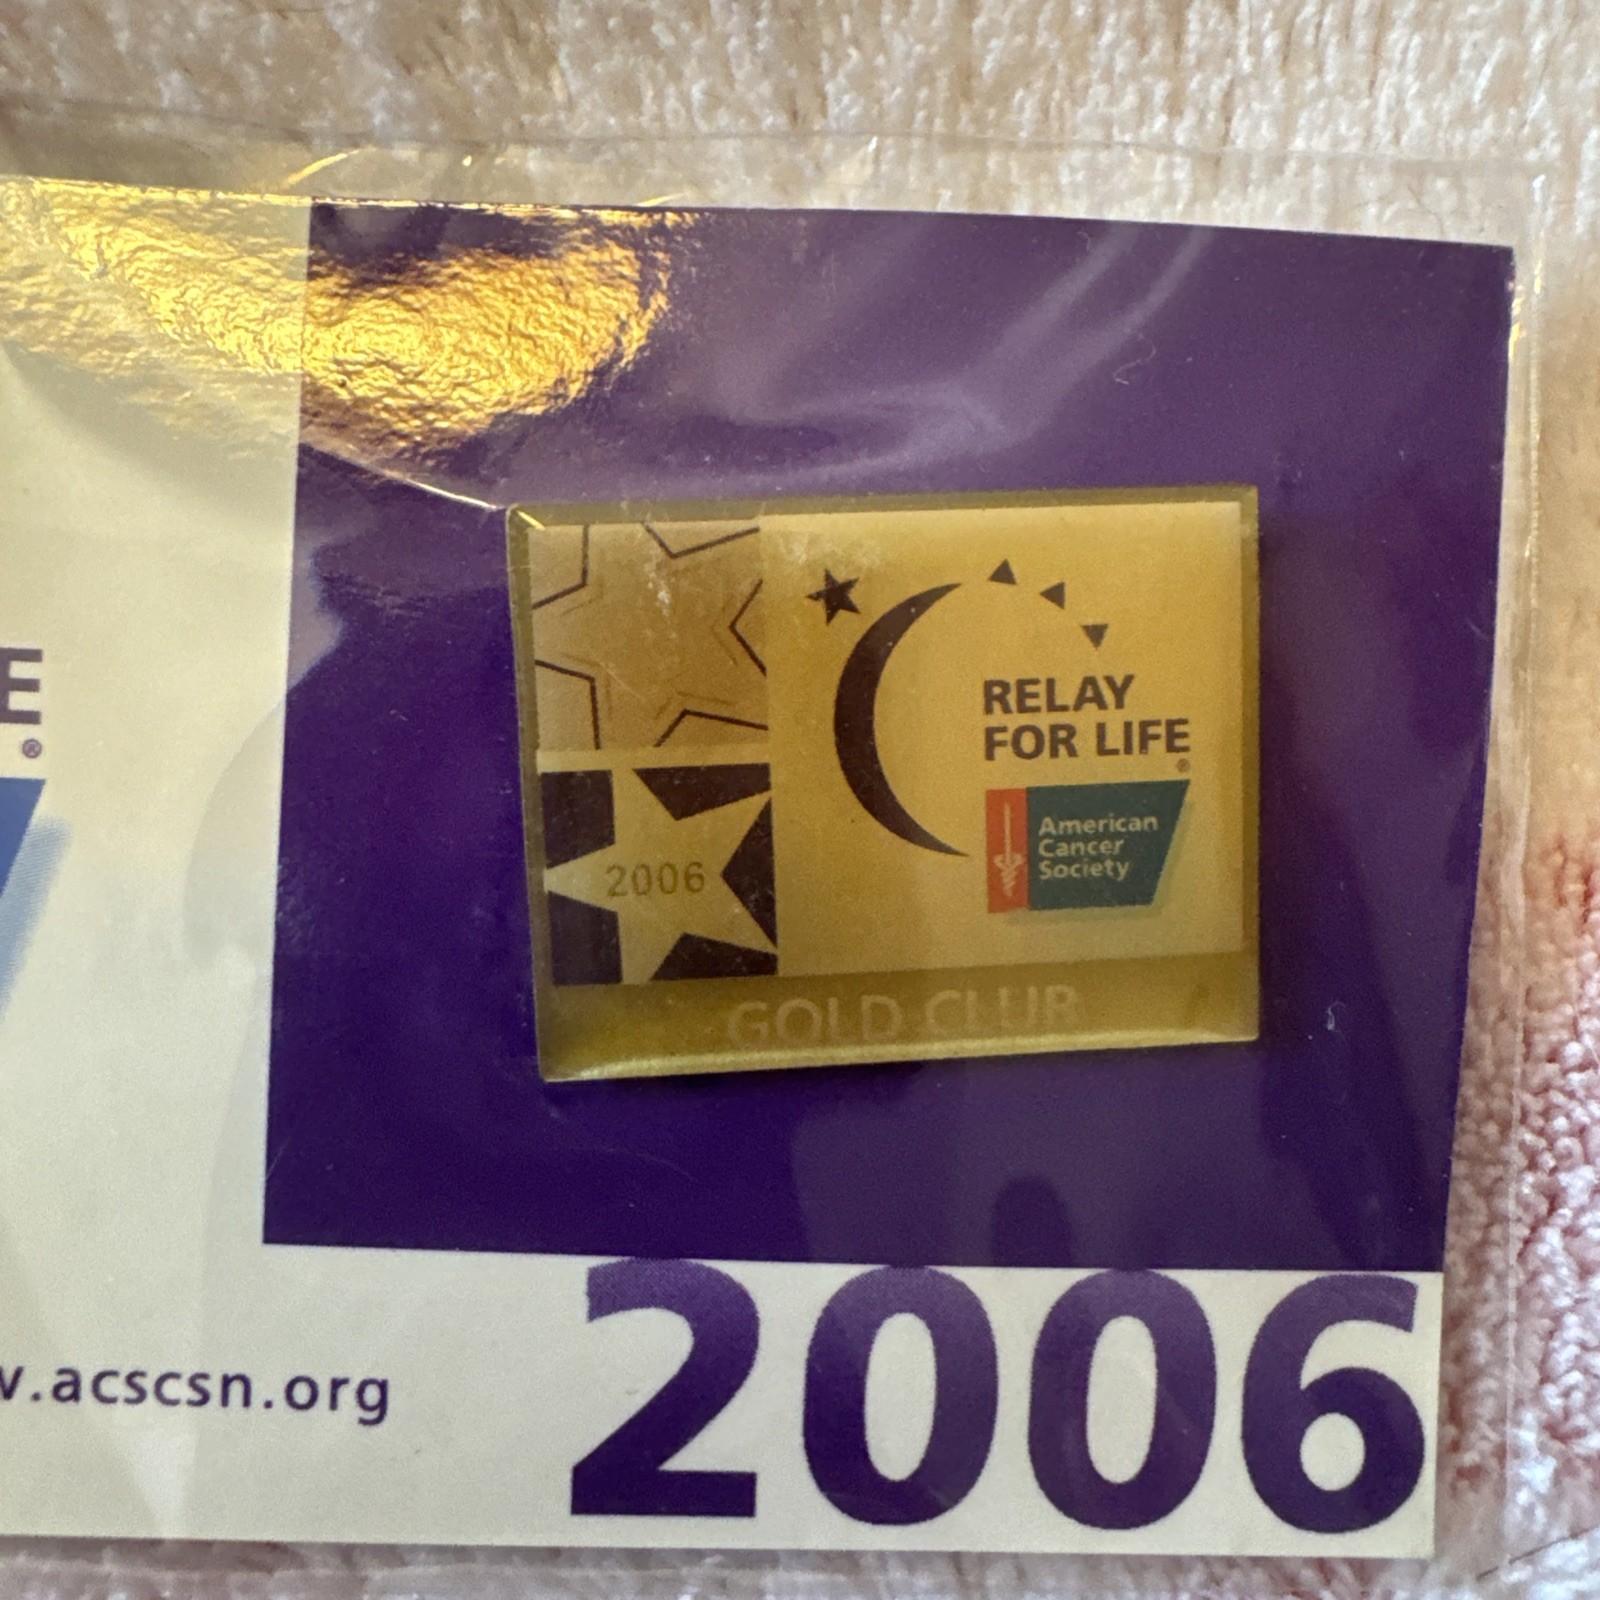 E
®
RELAY
FOR LIFE
®
American
Cancer
Society
2006
GOLD CLUB
v.acscsn.org
2006